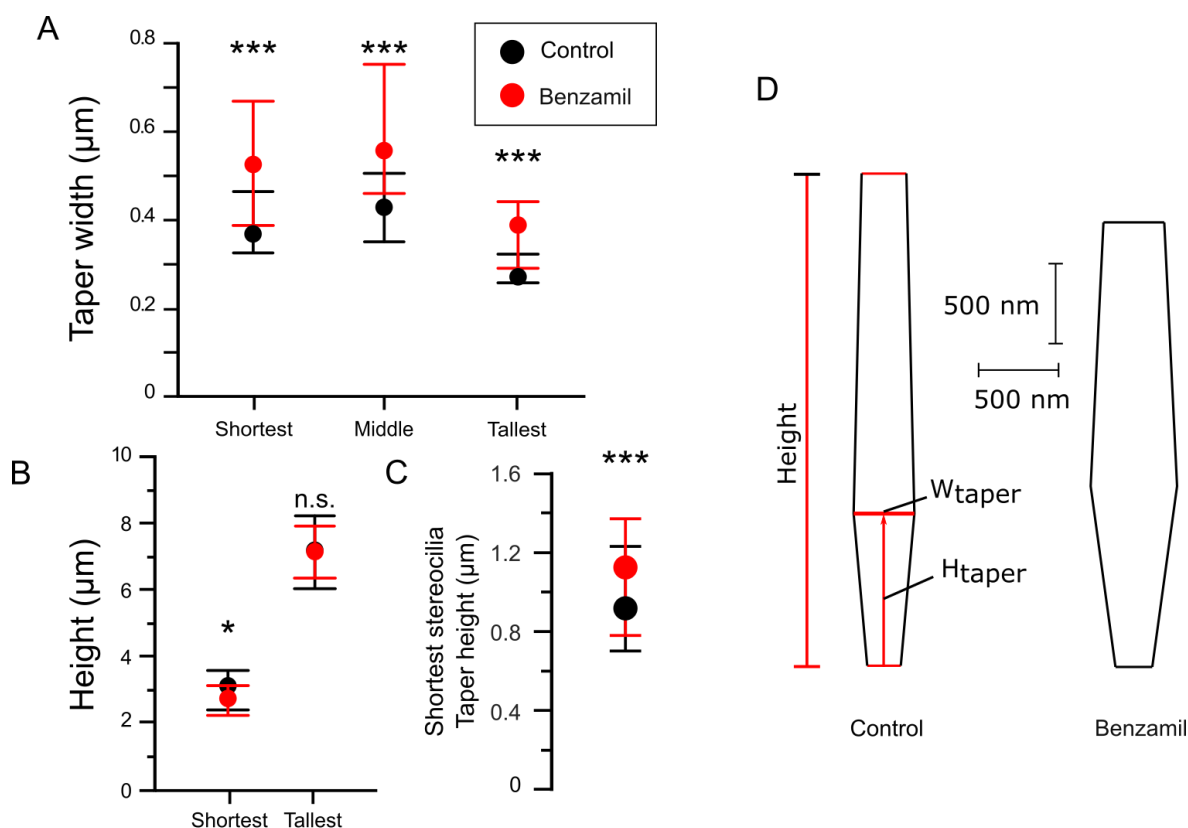 A
Taper width (µm)
0.8
0.6
0.4
0.2
0
***
***
***
Control
Benzamil
Shortest
Middle
Tallest
B
Height (µm)
10
8
6
4
2
0
*
n.s.
Shortest
Tallest
C
Shortest stereocilia
Taper height (µm)
1.6
1.2
0.8
0.4
0
***
D
Height
500 nm
500 nm
Wtaper
Htaper
Control
Benzamil